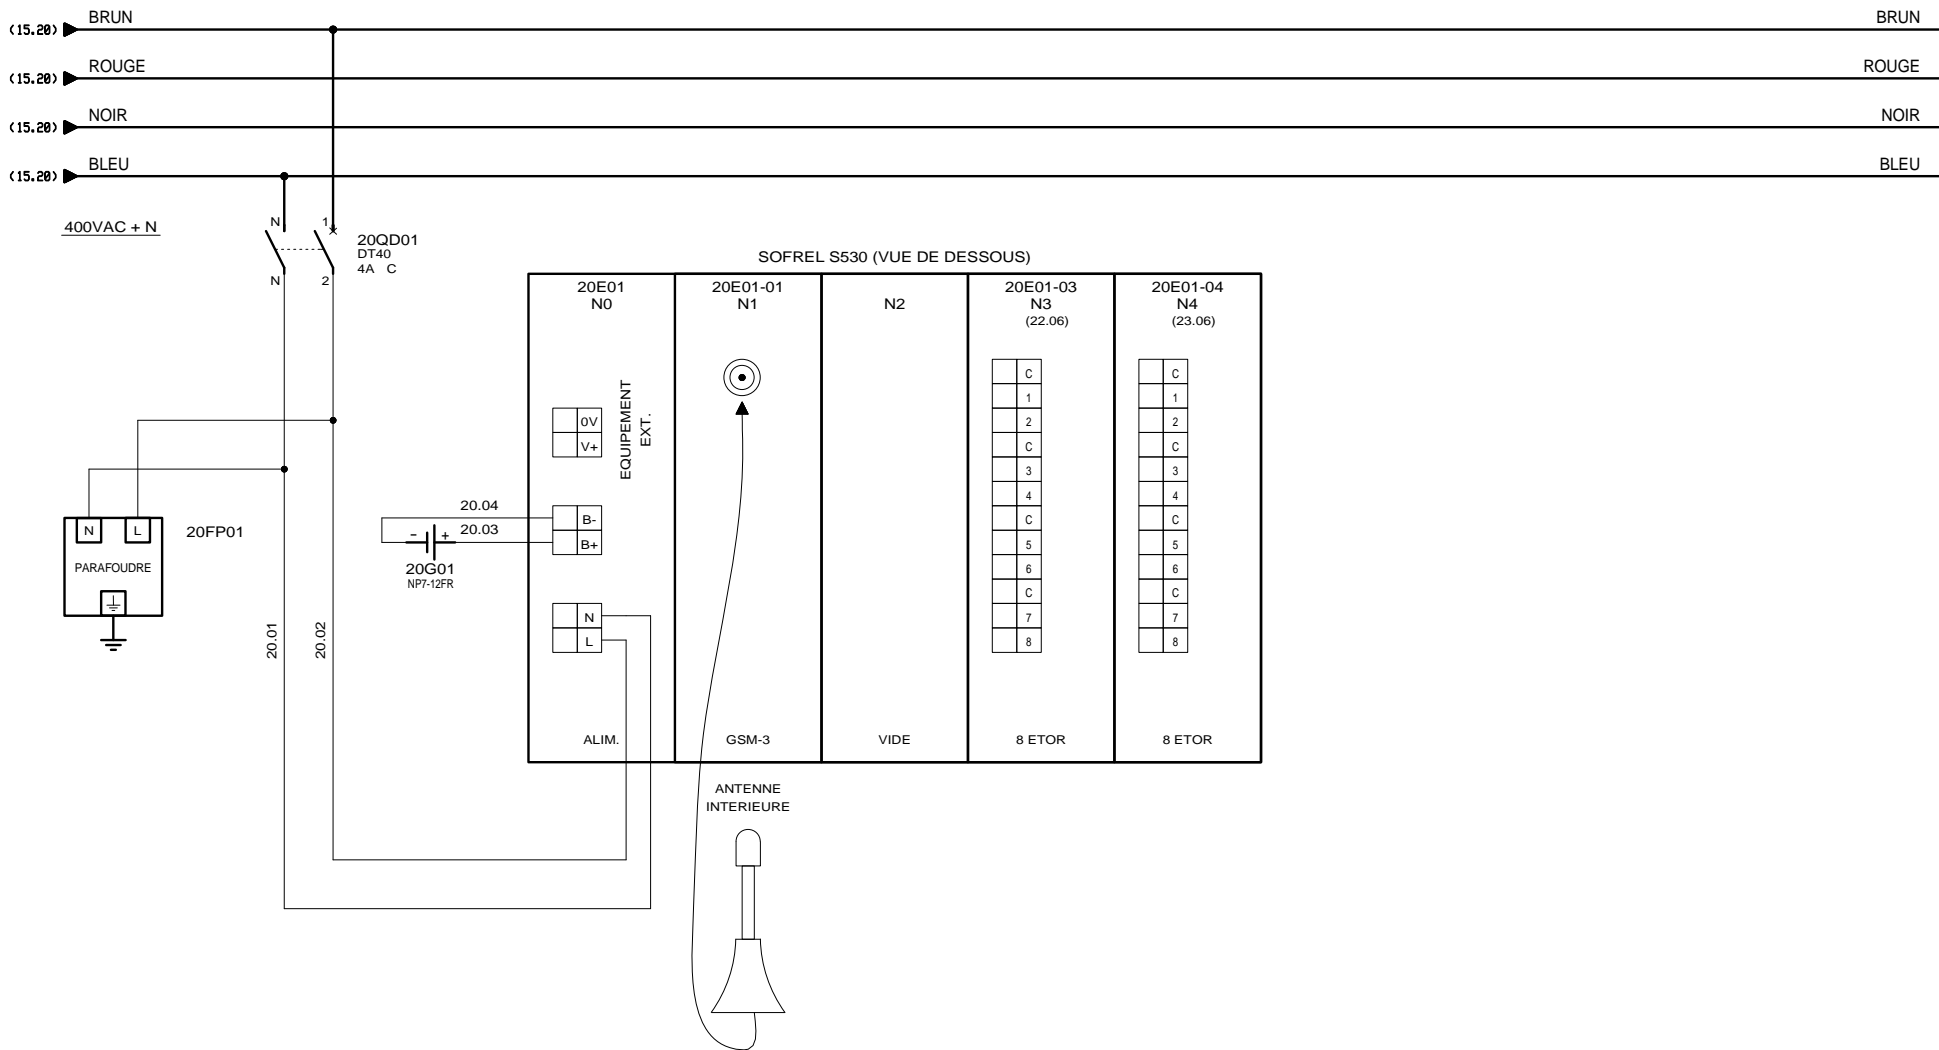 (15.20) BRUN BRUN
(15.20) ROUGE ROUGE
(15.20) NOIR NOIR
(15.20) BLEU BLEU
400VAC + N
N 1
N 2
20QD01
DT40
4A C
SOFREL S530 (VUE DE DESSOUS)
20E01
N0
20E01-01
N1
N2
20E01-03
N3
(22.06)
20E01-04
N4
(23.06)
EQUIPEMENT
EXT.
0V
V+
B-
B+
N
L
C
1
2
C
3
4
C
5
6
C
7
8
C
1
2
C
3
4
C
5
6
C
7
8
20.04
20.03
- +
20G01
NP7-12FR
N L
PARAFOUDRE
20FP01
20.01
20.02
ALIM.
GSM-3
VIDE
8 ETOR
8 ETOR
ANTENNE
INTERIEURE